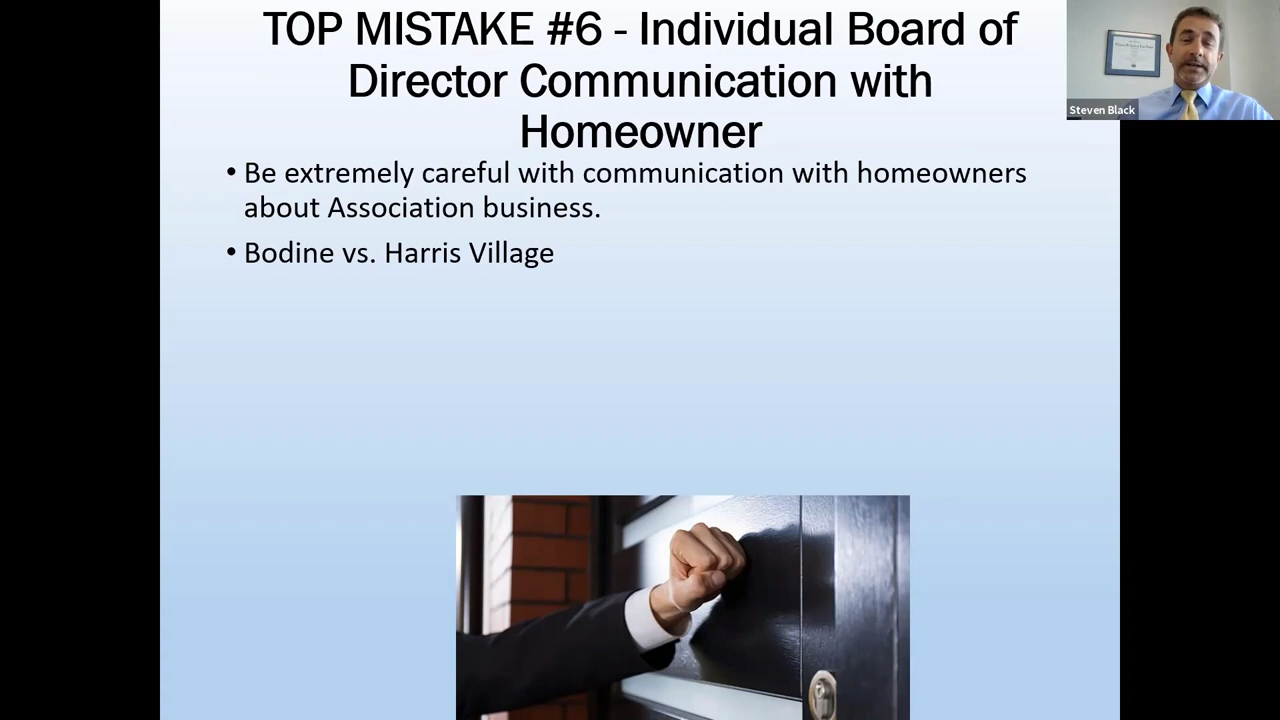 TOP MISTAKE #6 - Individual Board of
Director Communication with
Homeowner
• Be extremely careful with communication with homeowners
about Association business.
• Bodine vs. Harris Village
Steven Black